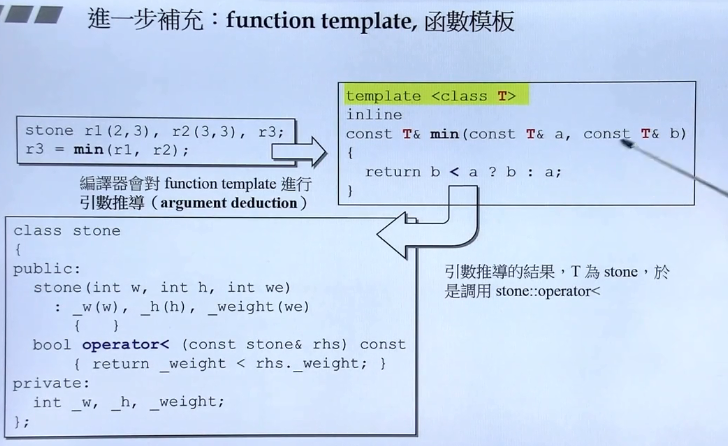 進一步補充：function template, 函數模板
stone r1(2,3), r2(3,3), r3;
r3 = min(r1, r2);
編譯器會對 function template 進行
引數推導（argument deduction）
template <class T>
inline
const T& min(const T& a, const T& b)
{
  return b < a ? b : a;
}
引數推導的結果，T 為 stone，於
是調用 stone::operator<
class stone
{
public:
  stone(int w, int h, int we)
    : _w(w), _h(h), _weight(we)
      {   }
  bool operator< (const stone& rhs) const
      { return _weight < rhs._weight; }
private:
  int _w, _h, _weight;
};